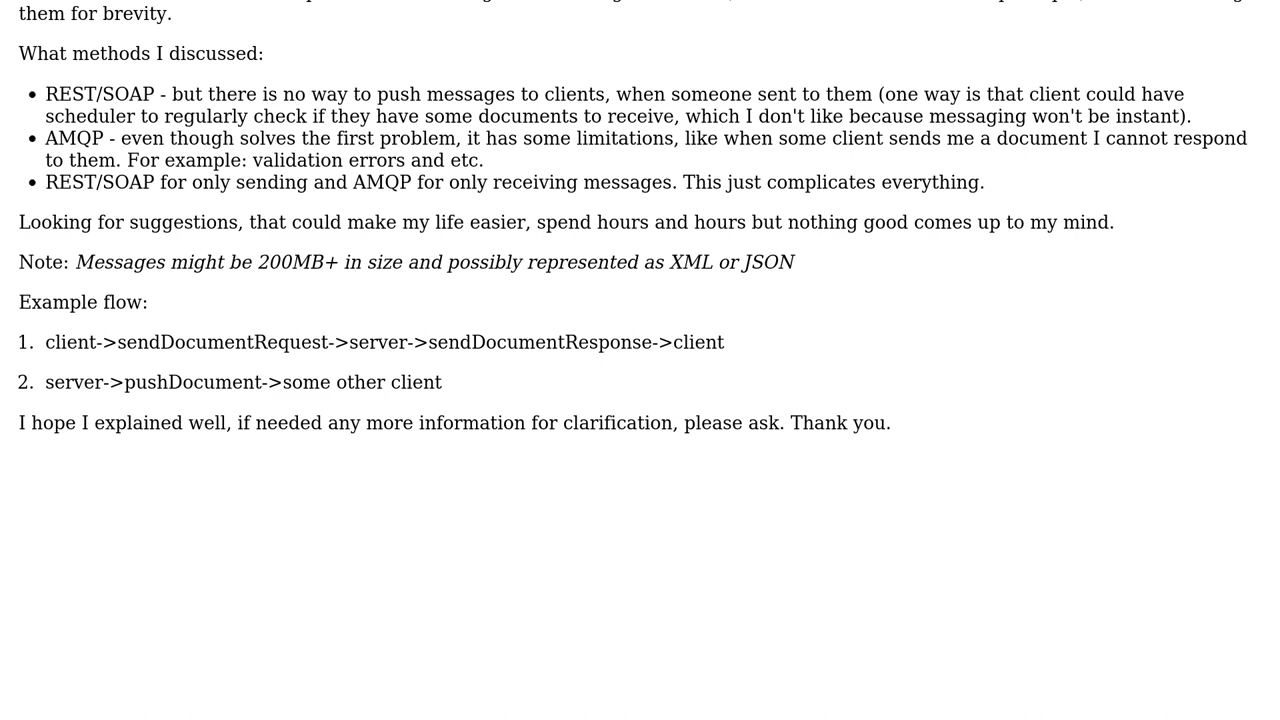 them for brevity.
What methods I discussed:
• REST/SOAP - but there is no way to push messages to clients, when someone sent to them (one way is that client could have
scheduler to regularly check if they have some documents to receive, which I don't like because messaging won't be instant).
• AMQP - even though solves the first problem, it has some limitations, like when some client sends me a document I cannot respond
to them. For example: validation errors and etc.
• REST/SOAP for only sending and AMQP for only receiving messages. This just complicates everything.
Looking for suggestions, that could make my life easier, spend hours and hours but nothing good comes up to my mind.
Note: Messages might be 200MB+ in size and possibly represented as XML or JSON
Example flow:
1. client->sendDocumentRequest->server->sendDocumentResponse->client
2. server->pushDocument->some other client
I hope I explained well, if needed any more information for clarification, please ask. Thank you.